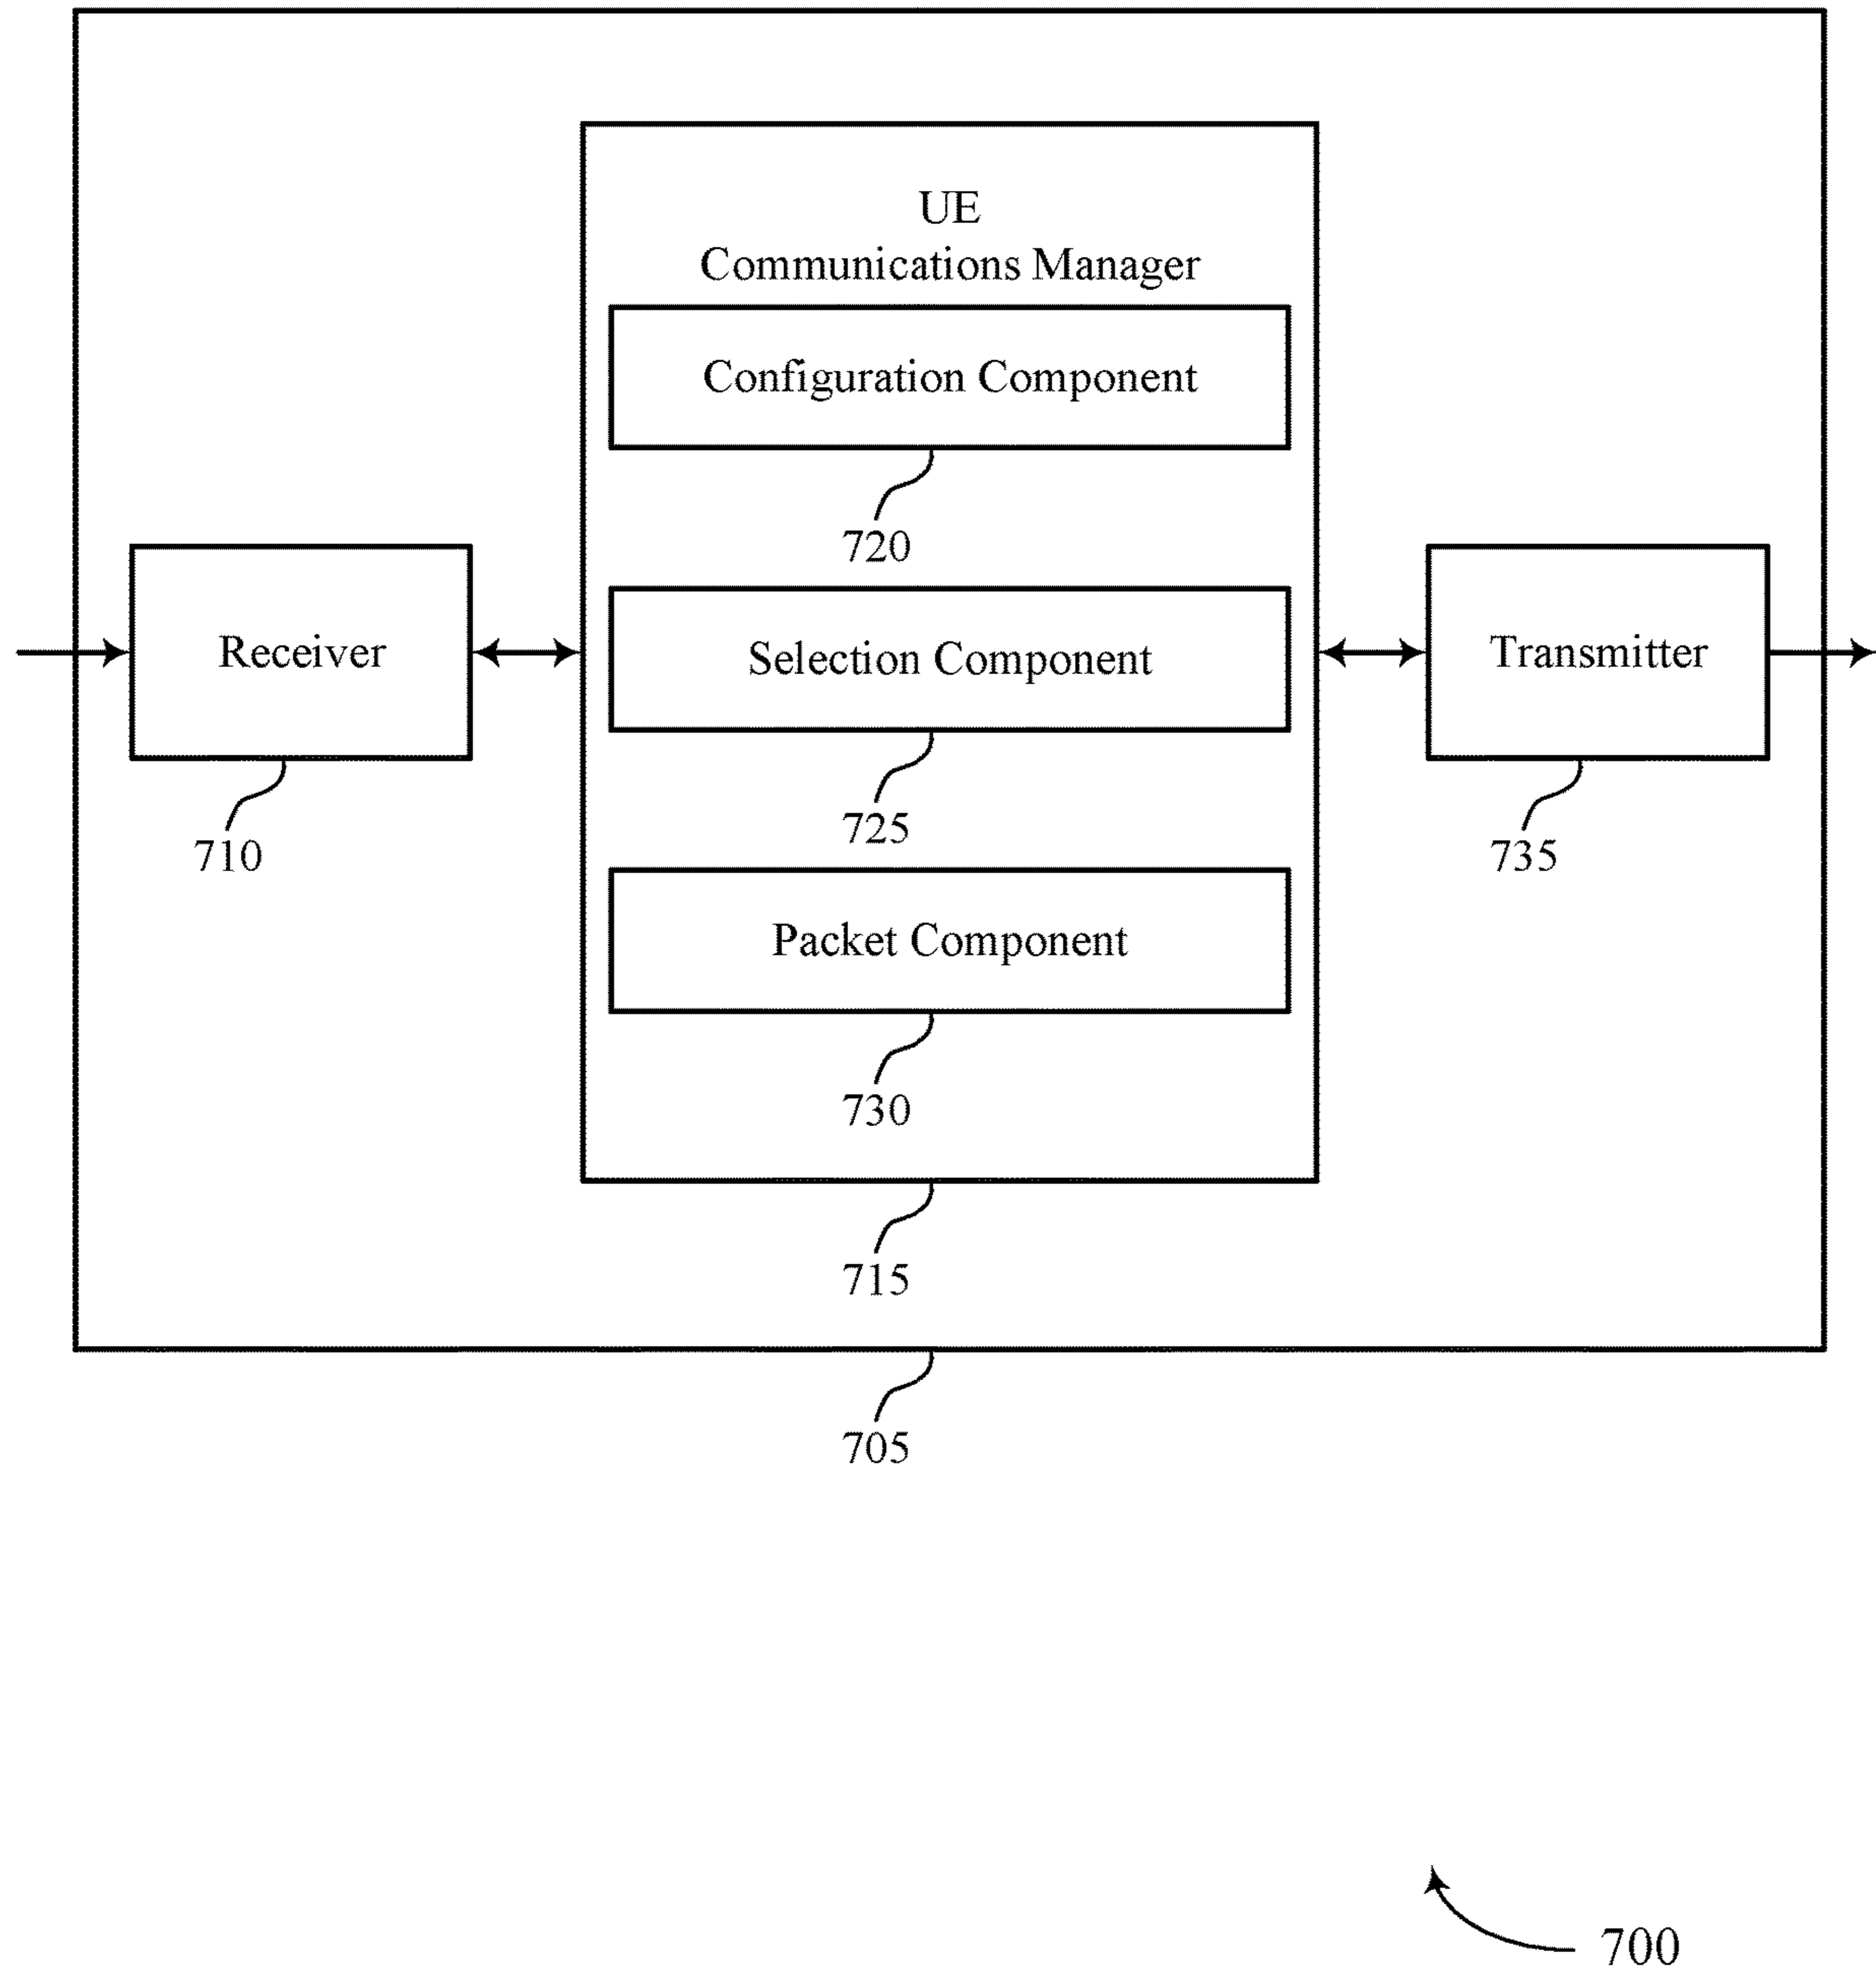 UE
Communications Manager
Configuration Component
720
Receiver
Selection Component
Transmitter
710
725
735
Packet Component
730
715
705
700